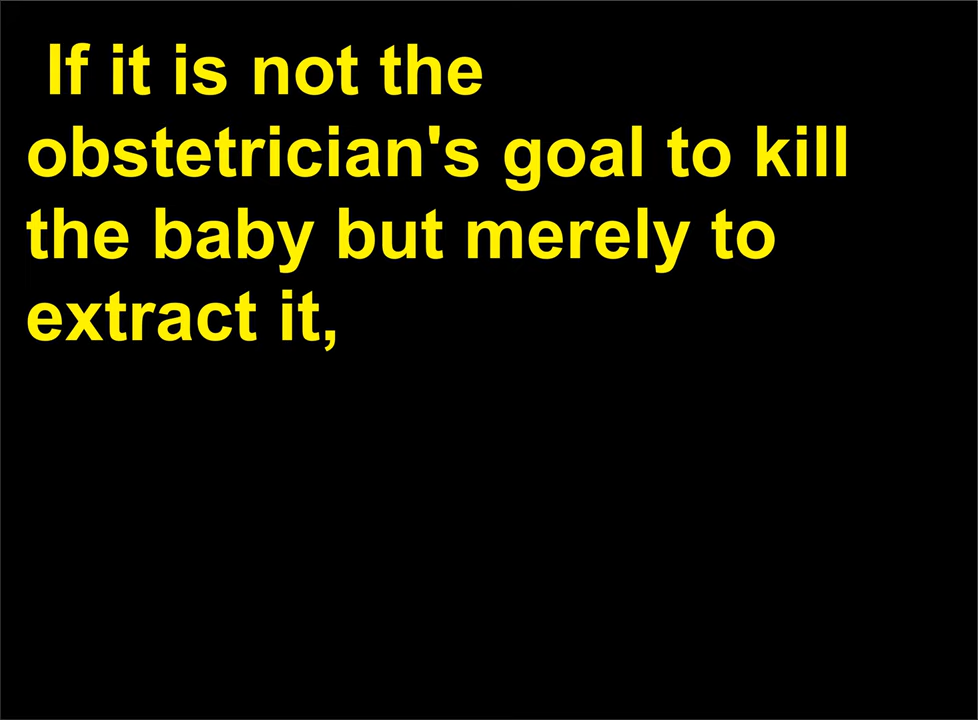 If it is not the
obstetrician's goal to kill
the baby but merely to
extract it,